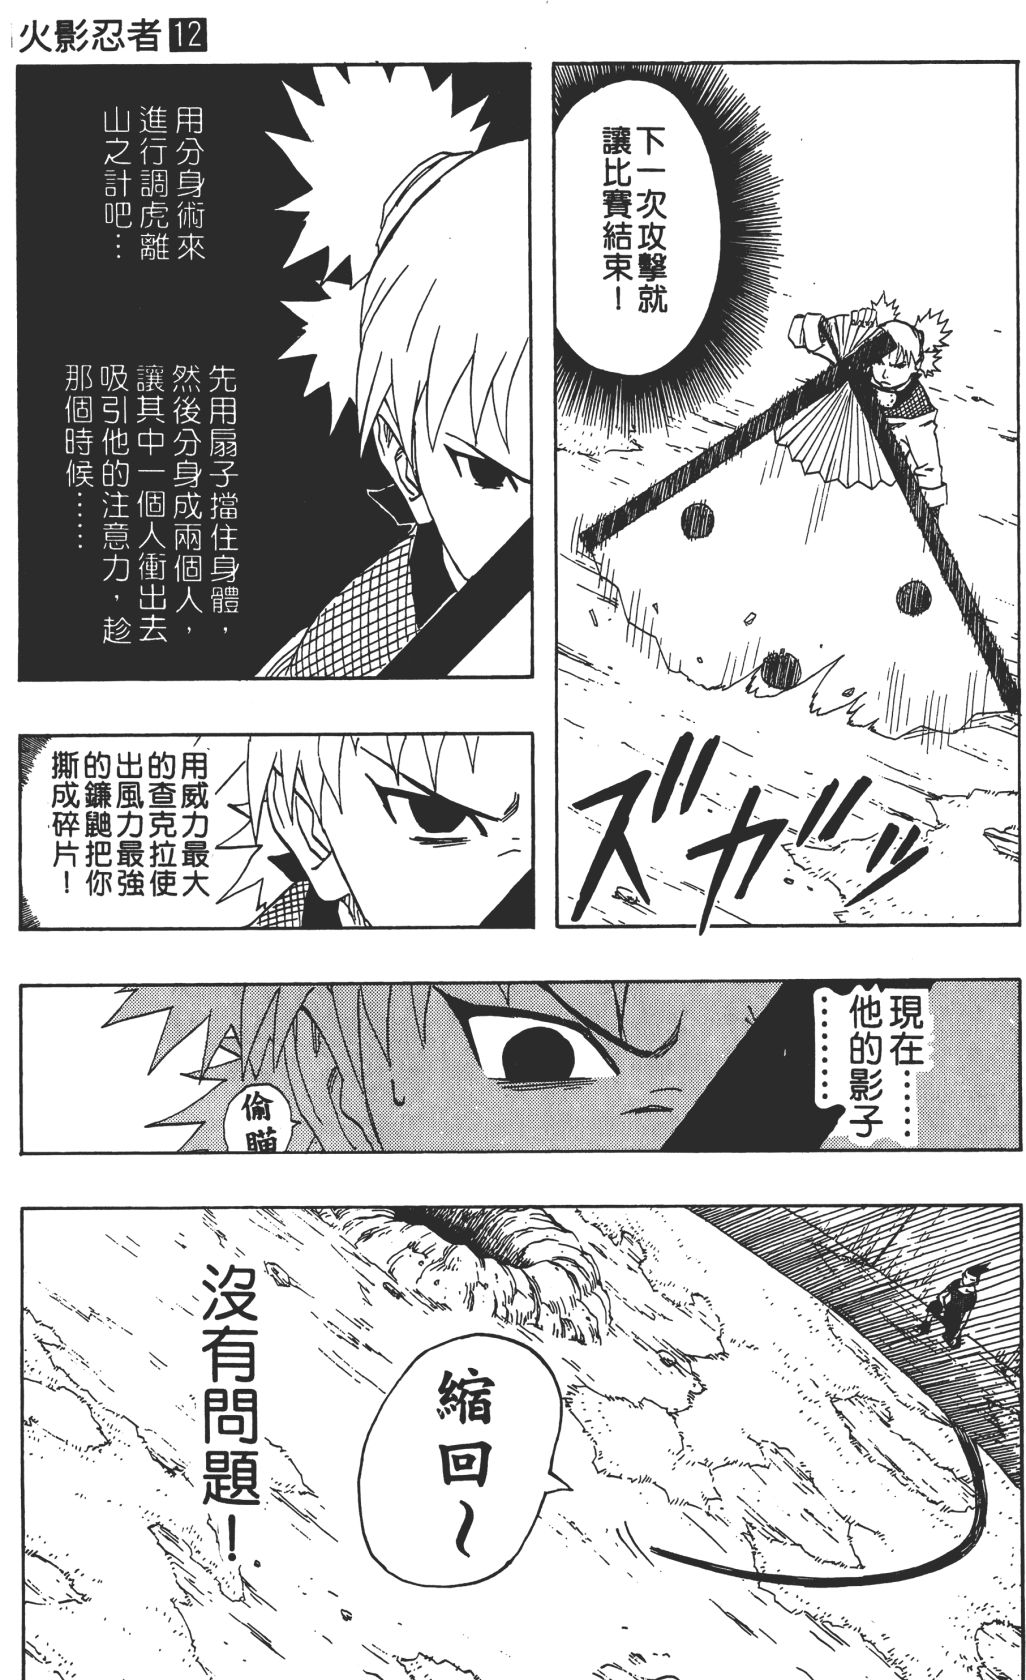 火影忍者12
下一次攻擊就
讓比賽結束！
ズガッ
用分身術來
進行調虎離
山之計吧…
先用扇子擋住身體，
然後分身成兩個人，
讓其中一個人衝出去
吸引他的注意力，趁
那個時候……
用威力最大
的查克拉使
出風力最強
的鐮鼬把你
撕成碎片！
現在……
他的影子
……
偷瞄
縮回～
沒有問題！